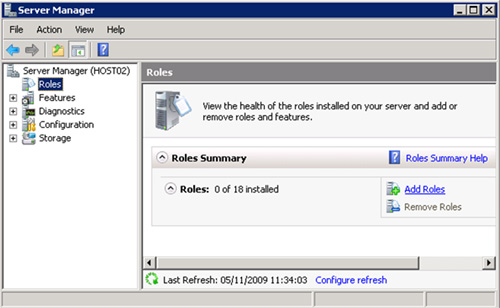 Server Manager
File Action View Help
Server Manager (HOST02)
Roles
Features
Diagnostics
Configuration
Storage
Roles
View the health of the roles installed on your server and add or
remove roles and features.
Roles Summary
Roles Summary Help
Roles: 0 of 18 installed
Add Roles
Remove Roles
Last Refresh: 05/11/2009 11:34:03 Configure refresh